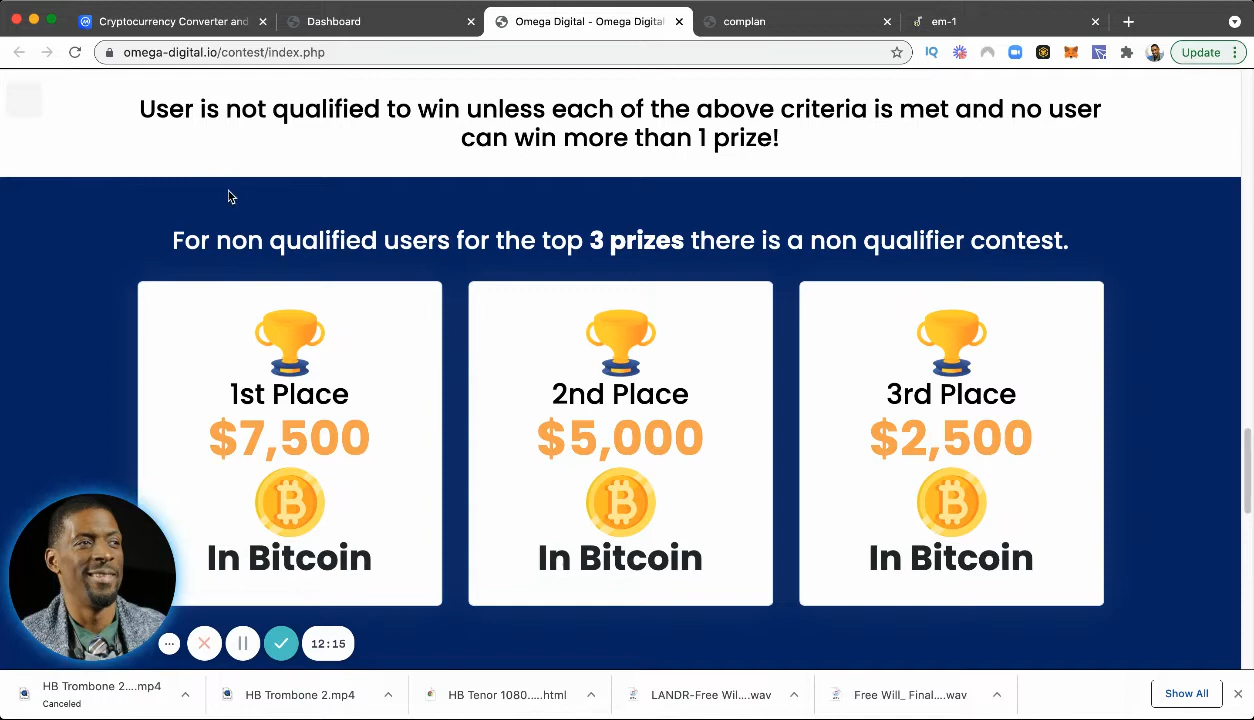 Cryptocurrency Converter and
Dashboard
Omega Digital - Omega Digital
complan
em-1
omega-digital.io/contest/index.php
IQ
Update
User is not qualified to win unless each of the above criteria is met and no user
can win more than 1 prize!
For non qualified users for the top 3 prizes there is a non qualifier contest.
1st Place
$7,500
In Bitcoin
2nd Place
$5,000
In Bitcoin
3rd Place
$2,500
In Bitcoin
12:15
HB Trombone 2....mp4
Canceled
HB Trombone 2.mp4
HB Tenor 1080.....html
LANDR-Free Wil....wav
Free Will_ Final....wav
Show All